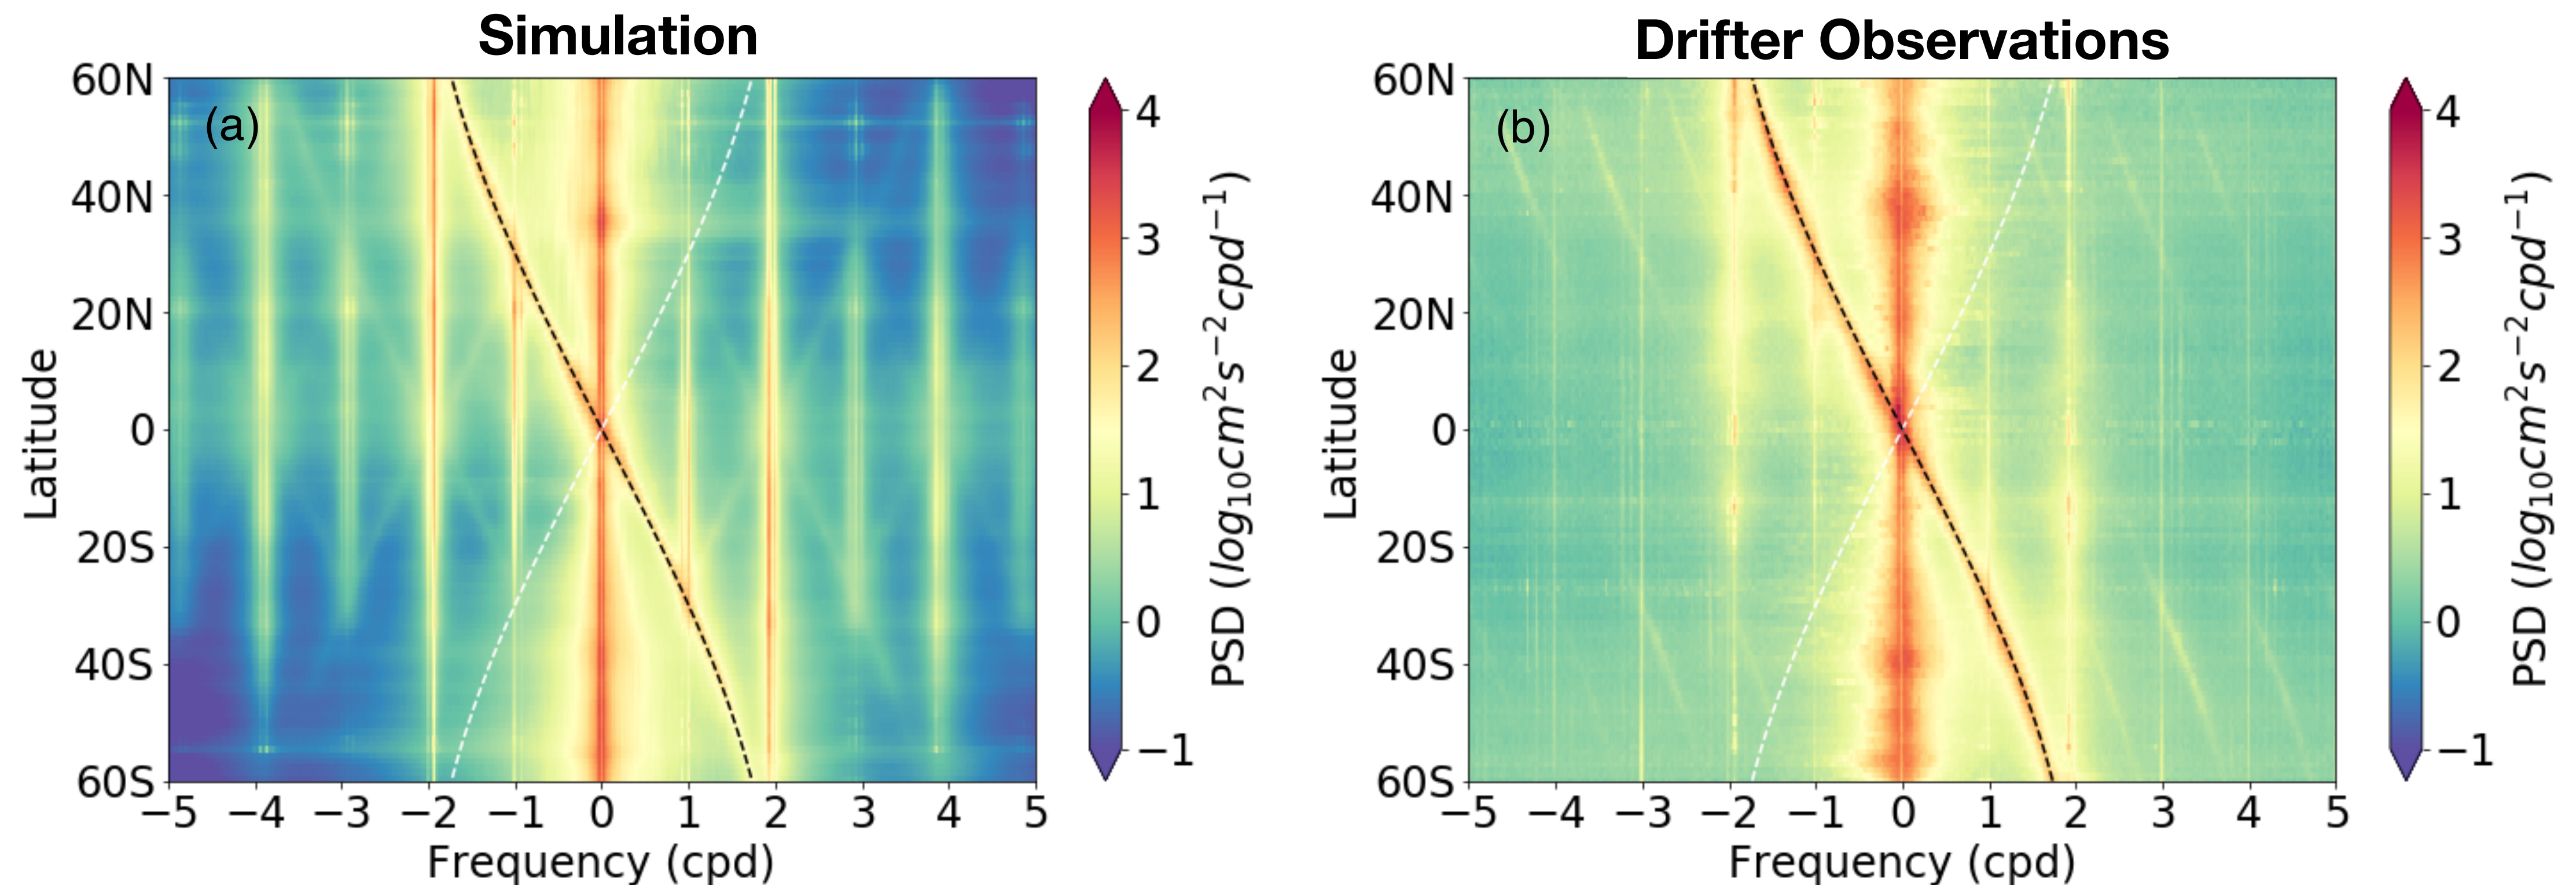 Simulation
(a)
60N
40N
20N
0
20S
40S
60S
Latitude
−5 −4 −3 −2 −1 0 1 2 3 4 5
Frequency (cpd)
4
3
2
1
0
−1
PSD (log₁₀cm²s⁻²cpd⁻¹)
Drifter Observations
(b)
60N
40N
20N
0
20S
40S
60S
Latitude
−5 −4 −3 −2 −1 0 1 2 3 4 5
Frequency (cpd)
4
3
2
1
0
−1
PSD (log₁₀cm²s⁻²cpd⁻¹)